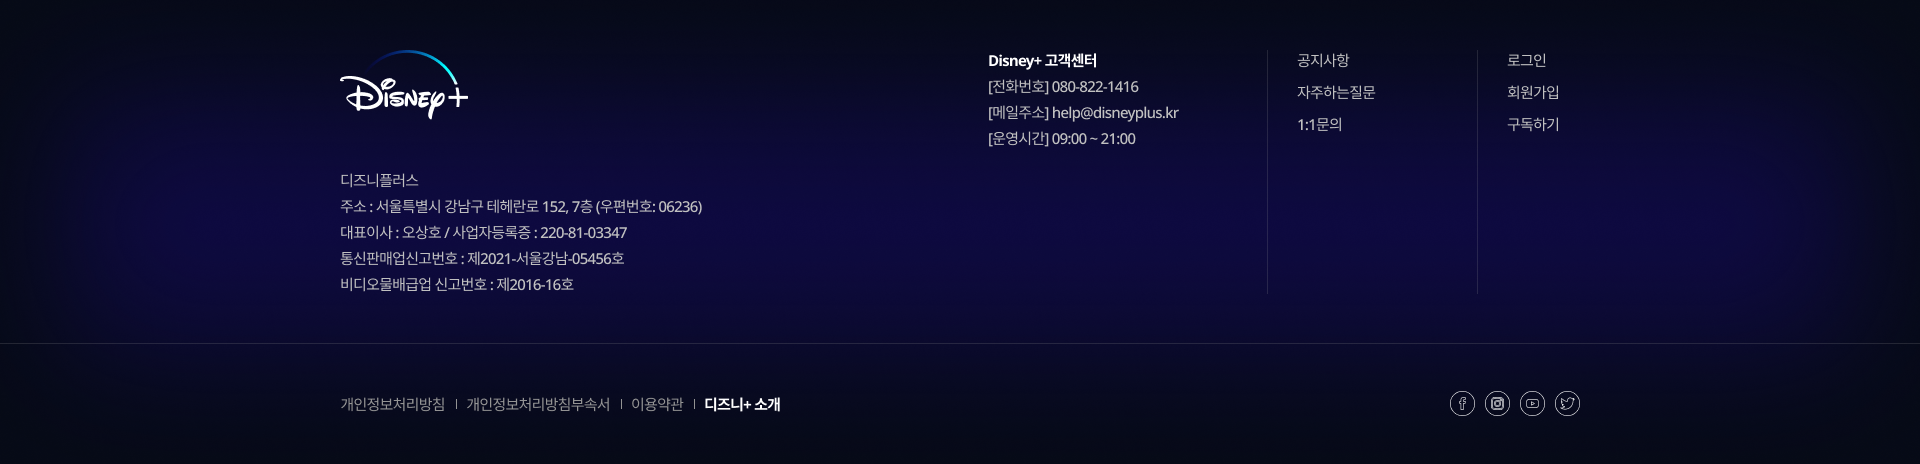 Disney+
디즈니플러스
주소 : 서울특별시 강남구 테헤란로 152, 7층 (우편번호: 06236)
대표이사 : 오상호 / 사업자등록증 : 220-81-03347
통신판매업신고번호 : 제2021-서울강남-05456호
비디오물배급업 신고번호 : 제2016-16호
Disney+ 고객센터
[전화번호] 080-822-1416
[메일주소] help@disneyplus.kr
[운영시간] 09:00 ~ 21:00
공지사항
자주하는질문
1:1문의
로그인
회원가입
구독하기
개인정보처리방침 | 개인정보처리방침부속서 | 이용약관 | 디즈니+ 소개